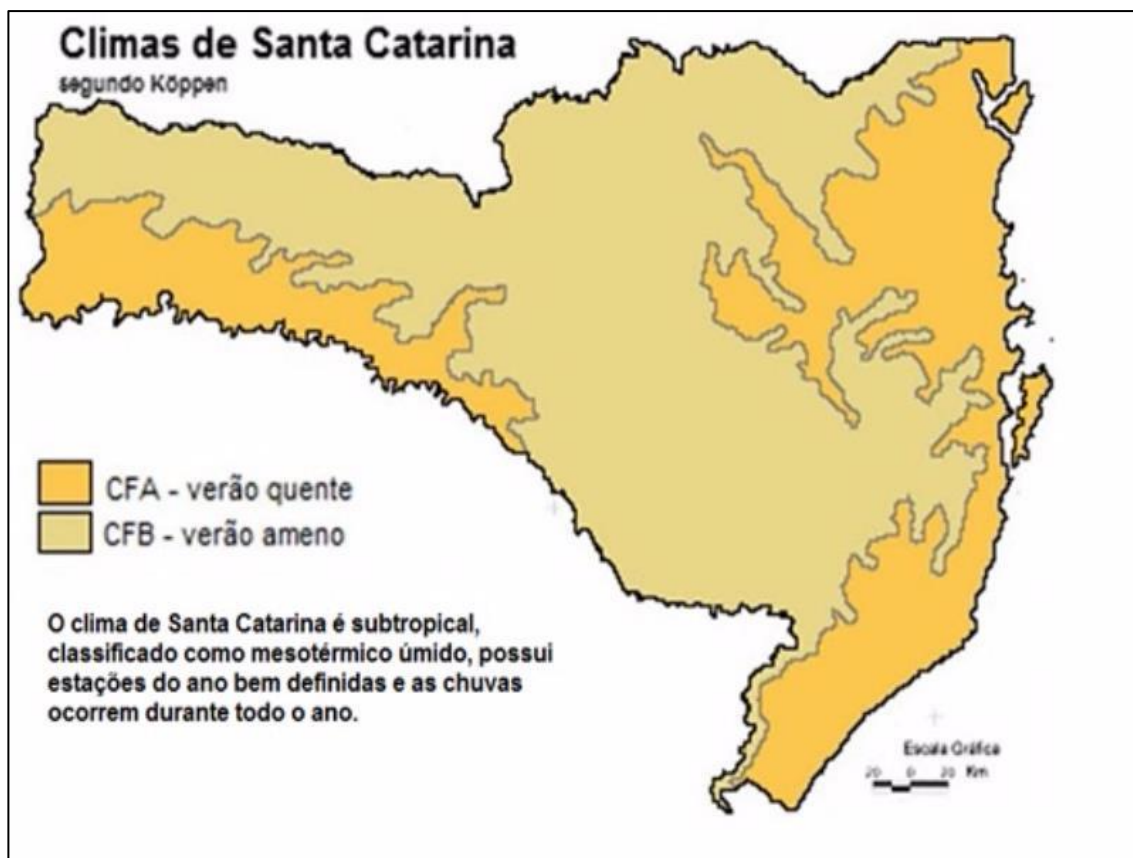 Climas de Santa Catarina
segundo Köppen
CFA - verão quente
CFB - verão ameno
O clima de Santa Catarina é subtropical,
classificado como mesotérmico úmido, possui
estações do ano bem definidas e as chuvas
ocorrem durante todo o ano.
Escala Gráfica
20 0 20 Km